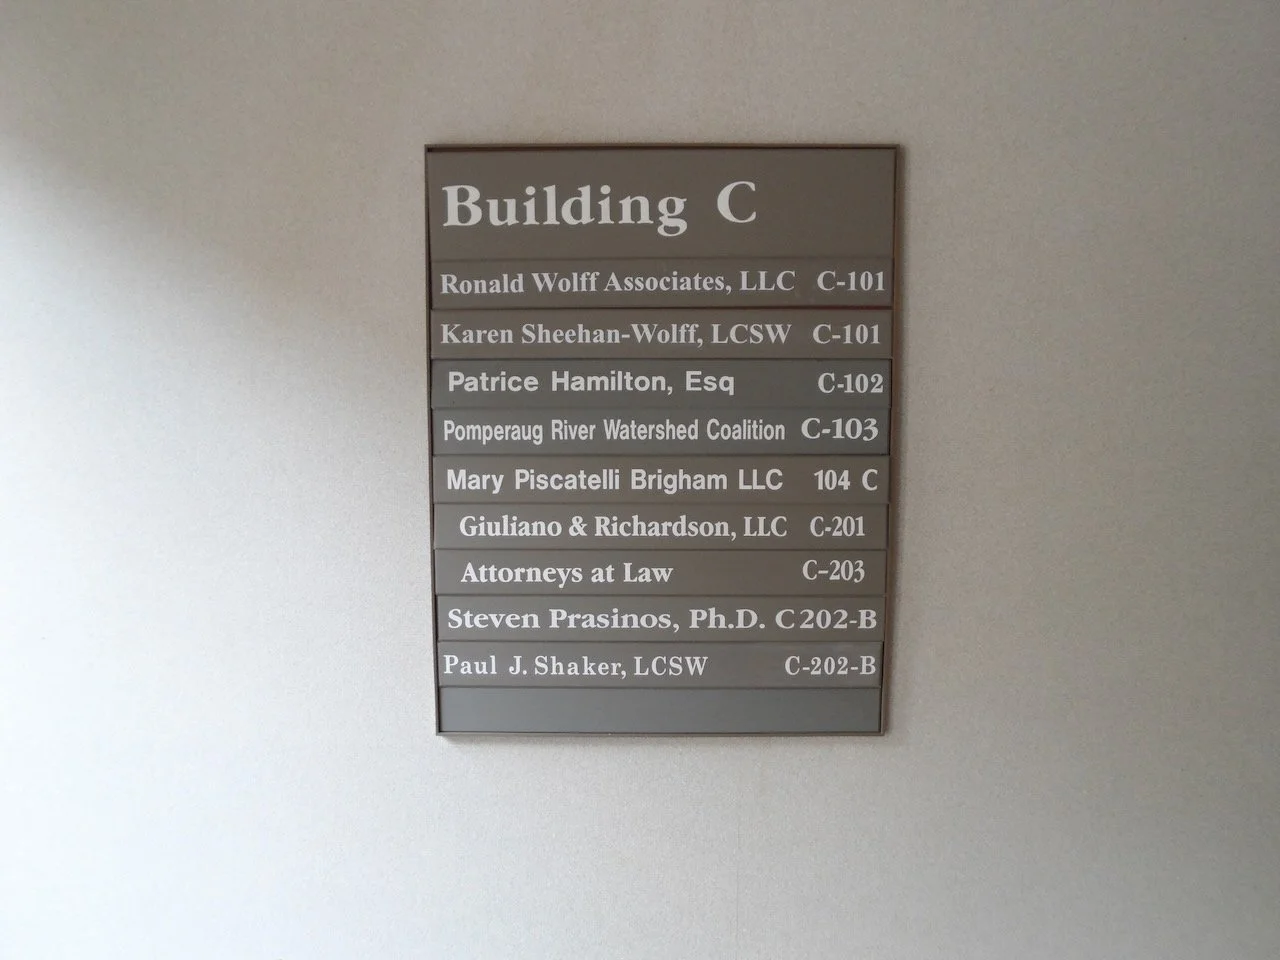 Building C
Ronald Wolff Associates, LLC C-101
Karen Sheehan-Wolff, LCSW C-101
Patrice Hamilton, Esq C-102
Pomperaug River Watershed Coalition C-103
Mary Piscatelli Brigham LLC 104 C
Giuliano & Richardson, LLC C-201
Attorneys at Law C-203
Steven Prasinos, Ph.D. C 202-B
Paul J. Shaker, LCSW C-202-B